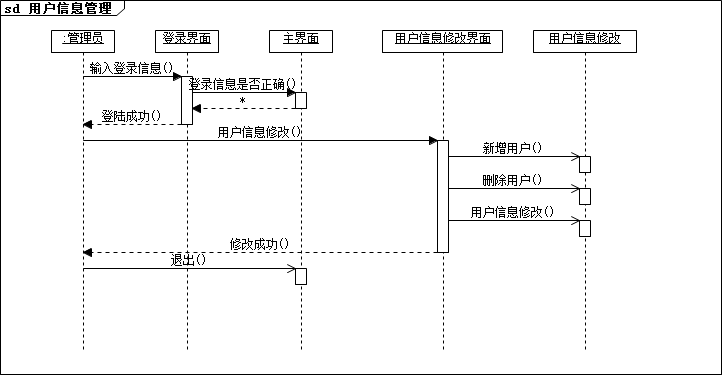 sd 用户信息管理
:管理员
登录界面
主界面
用户信息修改界面
用户信息修改
输入登录信息()
登录信息是否正确()
*
登陆成功()
用户信息修改()
新增用户()
删除用户()
用户信息修改()
修改成功()
退出()